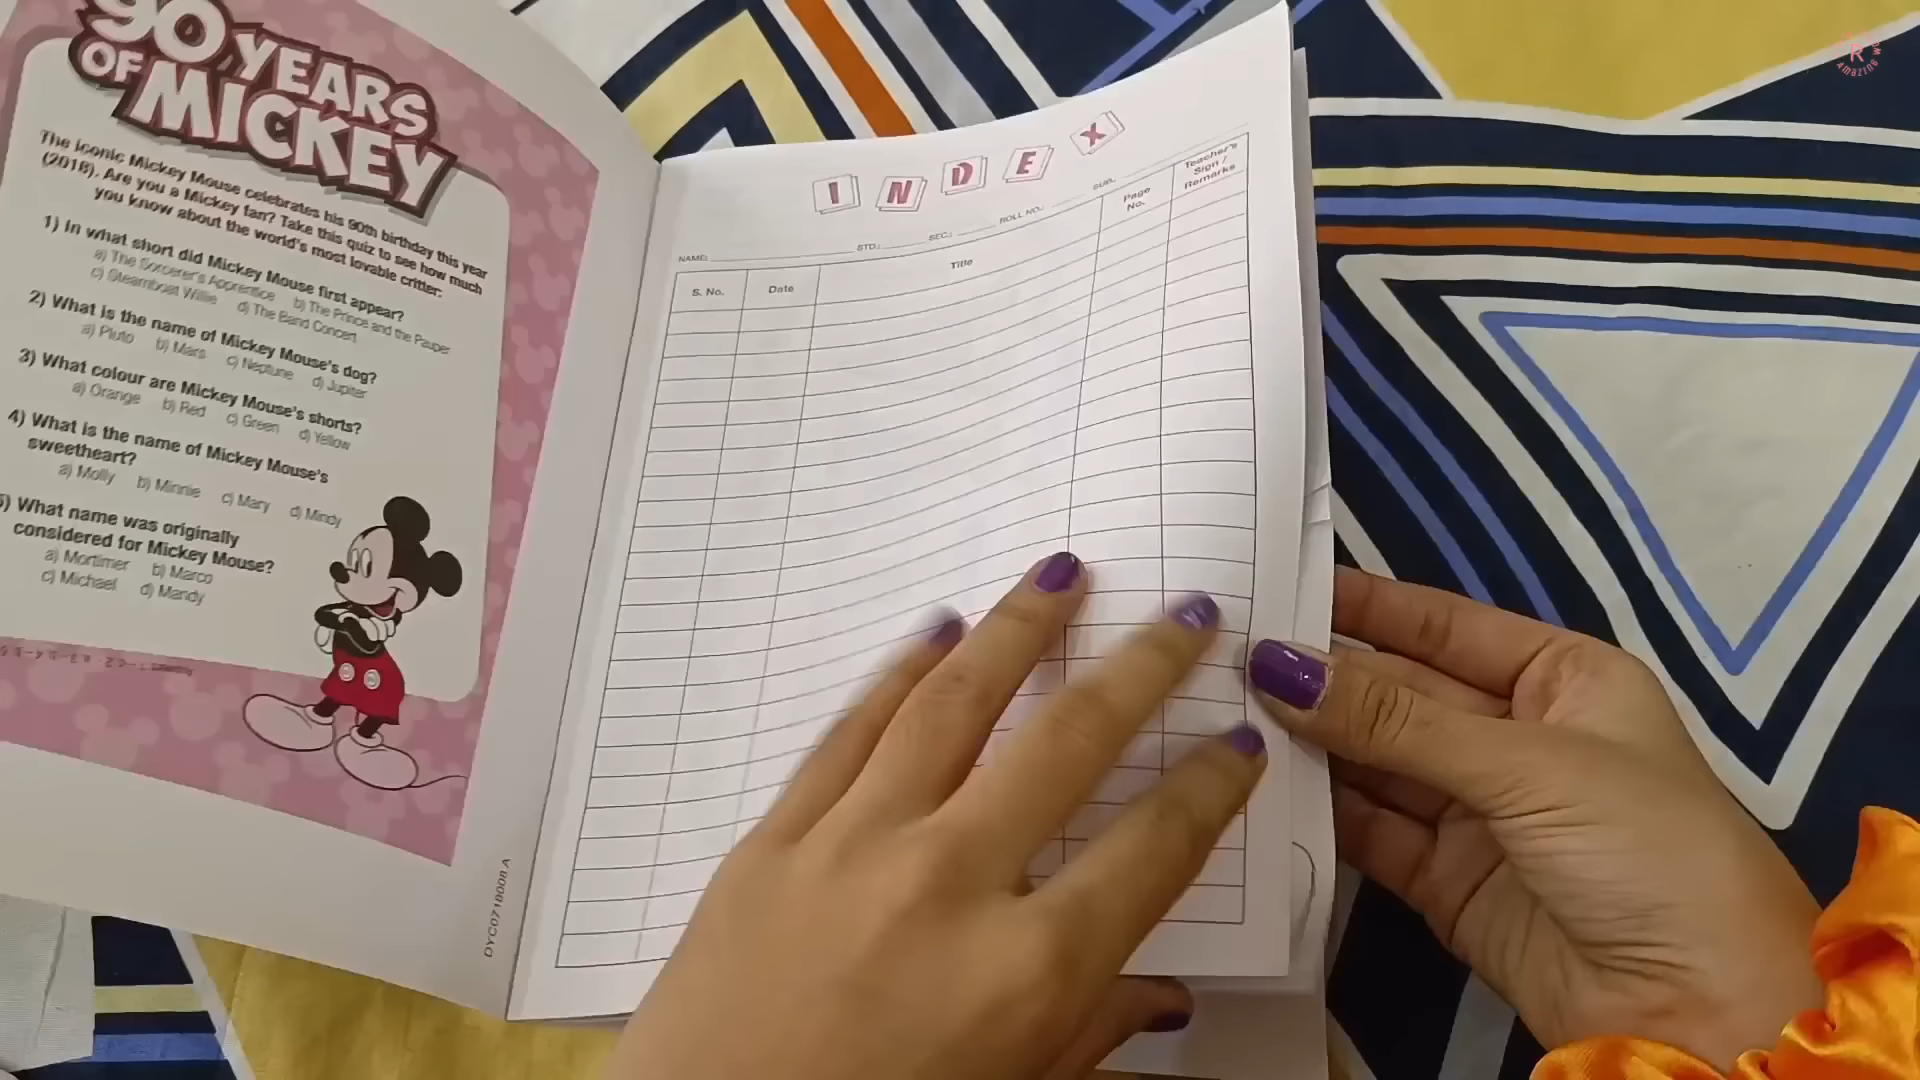 90 YEARS
OF MICKEY
The iconic Mickey Mouse celebrates his 90th birthday this year
(2018). Are you a Mickey fan? Take this quiz to see how much
you know about the world's most lovable critter:
1) In what short did Mickey Mouse first appear?
a) The Sorcerer's Apprentice b) The Prince and the Pauper
c) Steamboat Willie d) The Band Concert
2) What is the name of Mickey Mouse's dog?
a) Pluto b) Mars c) Neptune d) Jupiter
3) What colour are Mickey Mouse's shorts?
a) Orange b) Red c) Green d) Yellow
4) What is the name of Mickey Mouse's
sweetheart?
a) Molly b) Minnie c) Mary d) Mindy
5) What name was originally
considered for Mickey Mouse?
a) Mortimer b) Marco
c) Michael d) Mandy
DYC0718008 A
INDEX
NAME: STD.: SEC.: ROLL NO.: SUB.
S. No. Date Title Page No. Teacher's Sign / Remarks
R
Amazing